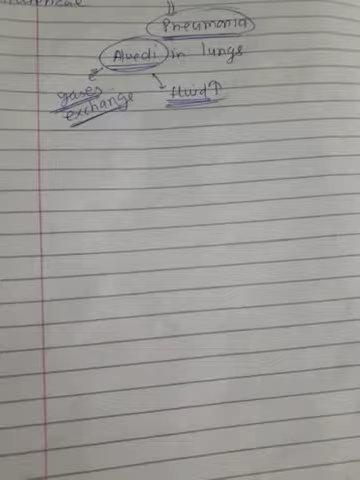 Pneumonia
Alveoli in lungs
gases
exchange
fluid↑